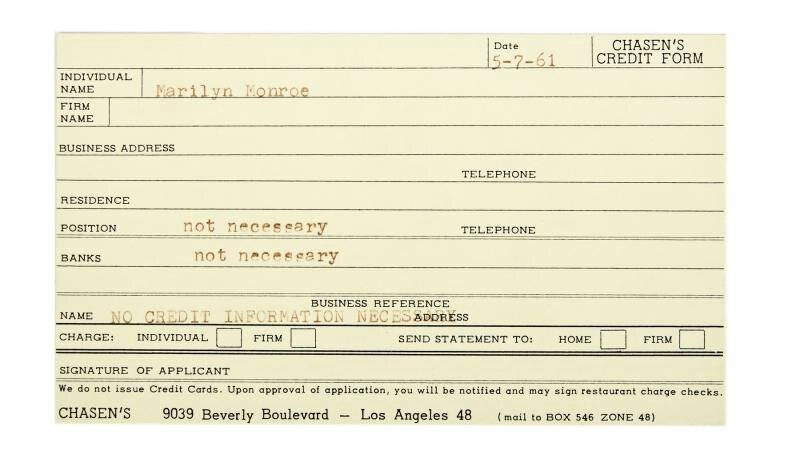 Date
CHASEN'S
5-7-61
CREDIT FORM
INDIVIDUAL
NAME Marilyn Monroe
FIRM
NAME
BUSINESS ADDRESS
TELEPHONE
RESIDENCE
POSITION not necessary TELEPHONE
BANKS not necessary
BUSINESS REFERENCE
NAME NO CREDIT INFORMATION NECESSARY ADDRESS
CHARGE: INDIVIDUAL FIRM SEND STATEMENT TO: HOME FIRM
SIGNATURE OF APPLICANT
We do not issue Credit Cards. Upon approval of application, you will be notified and may sign restaurant charge checks.
CHASEN'S 9039 Beverly Boulevard — Los Angeles 48 (mail to BOX 546 ZONE 48)